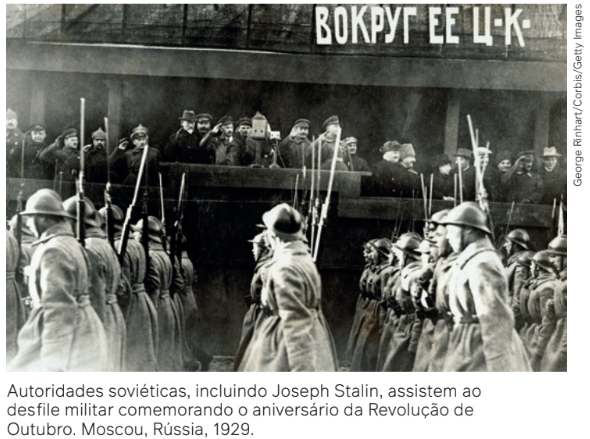 ВОКРУГ ЕЕ Ц-К-
George Rinhart/Corbis/Getty Images
Autoridades soviéticas, incluindo Joseph Stalin, assistem ao
desfile militar comemorando o aniversário da Revolução de
Outubro. Moscou, Rússia, 1929.